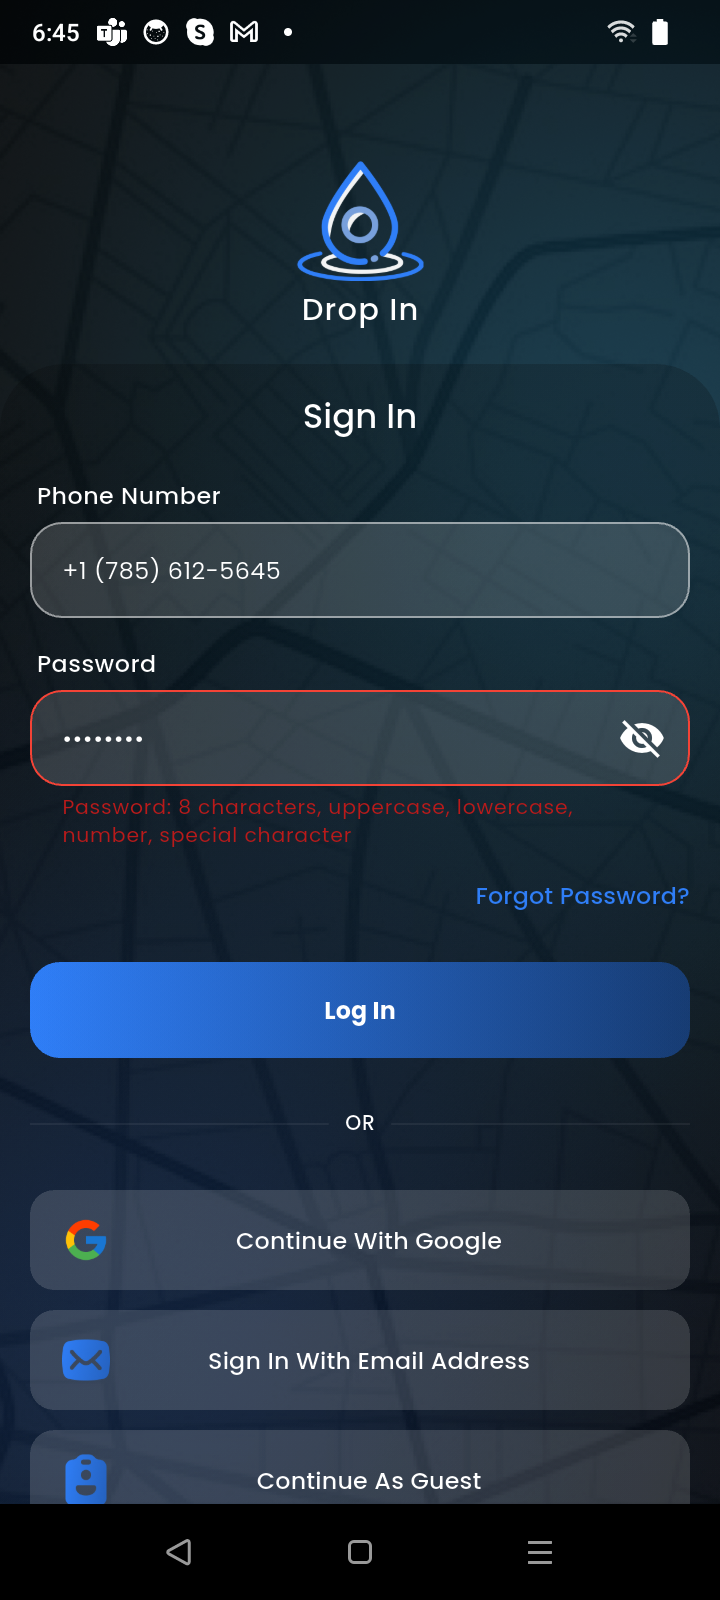 6:45
Drop In
Sign In
Phone Number
+1 (785) 612-5645
Password
••••••••
Password: 8 characters, uppercase, lowercase,
number, special character
Forgot Password?
Log In
OR
Continue With Google
Sign In With Email Address
Continue As Guest